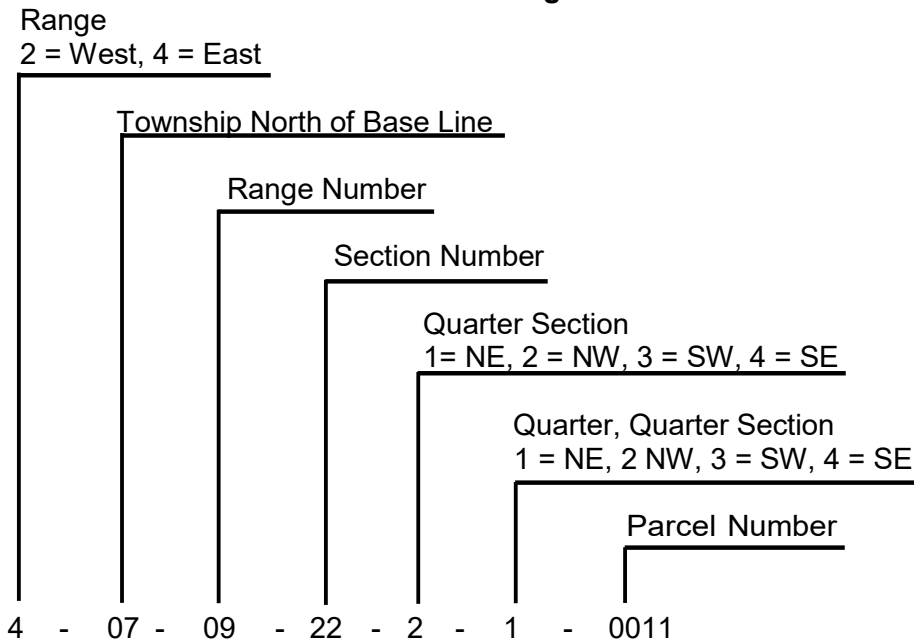 Range
2 = West, 4 = East
Township North of Base Line
Range Number
Section Number
Quarter Section
1= NE, 2 = NW, 3 = SW, 4 = SE
Quarter, Quarter Section
1 = NE, 2 NW, 3 = SW, 4 = SE
Parcel Number
4 - 07 - 09 - 22 - 2 - 1 - 0011